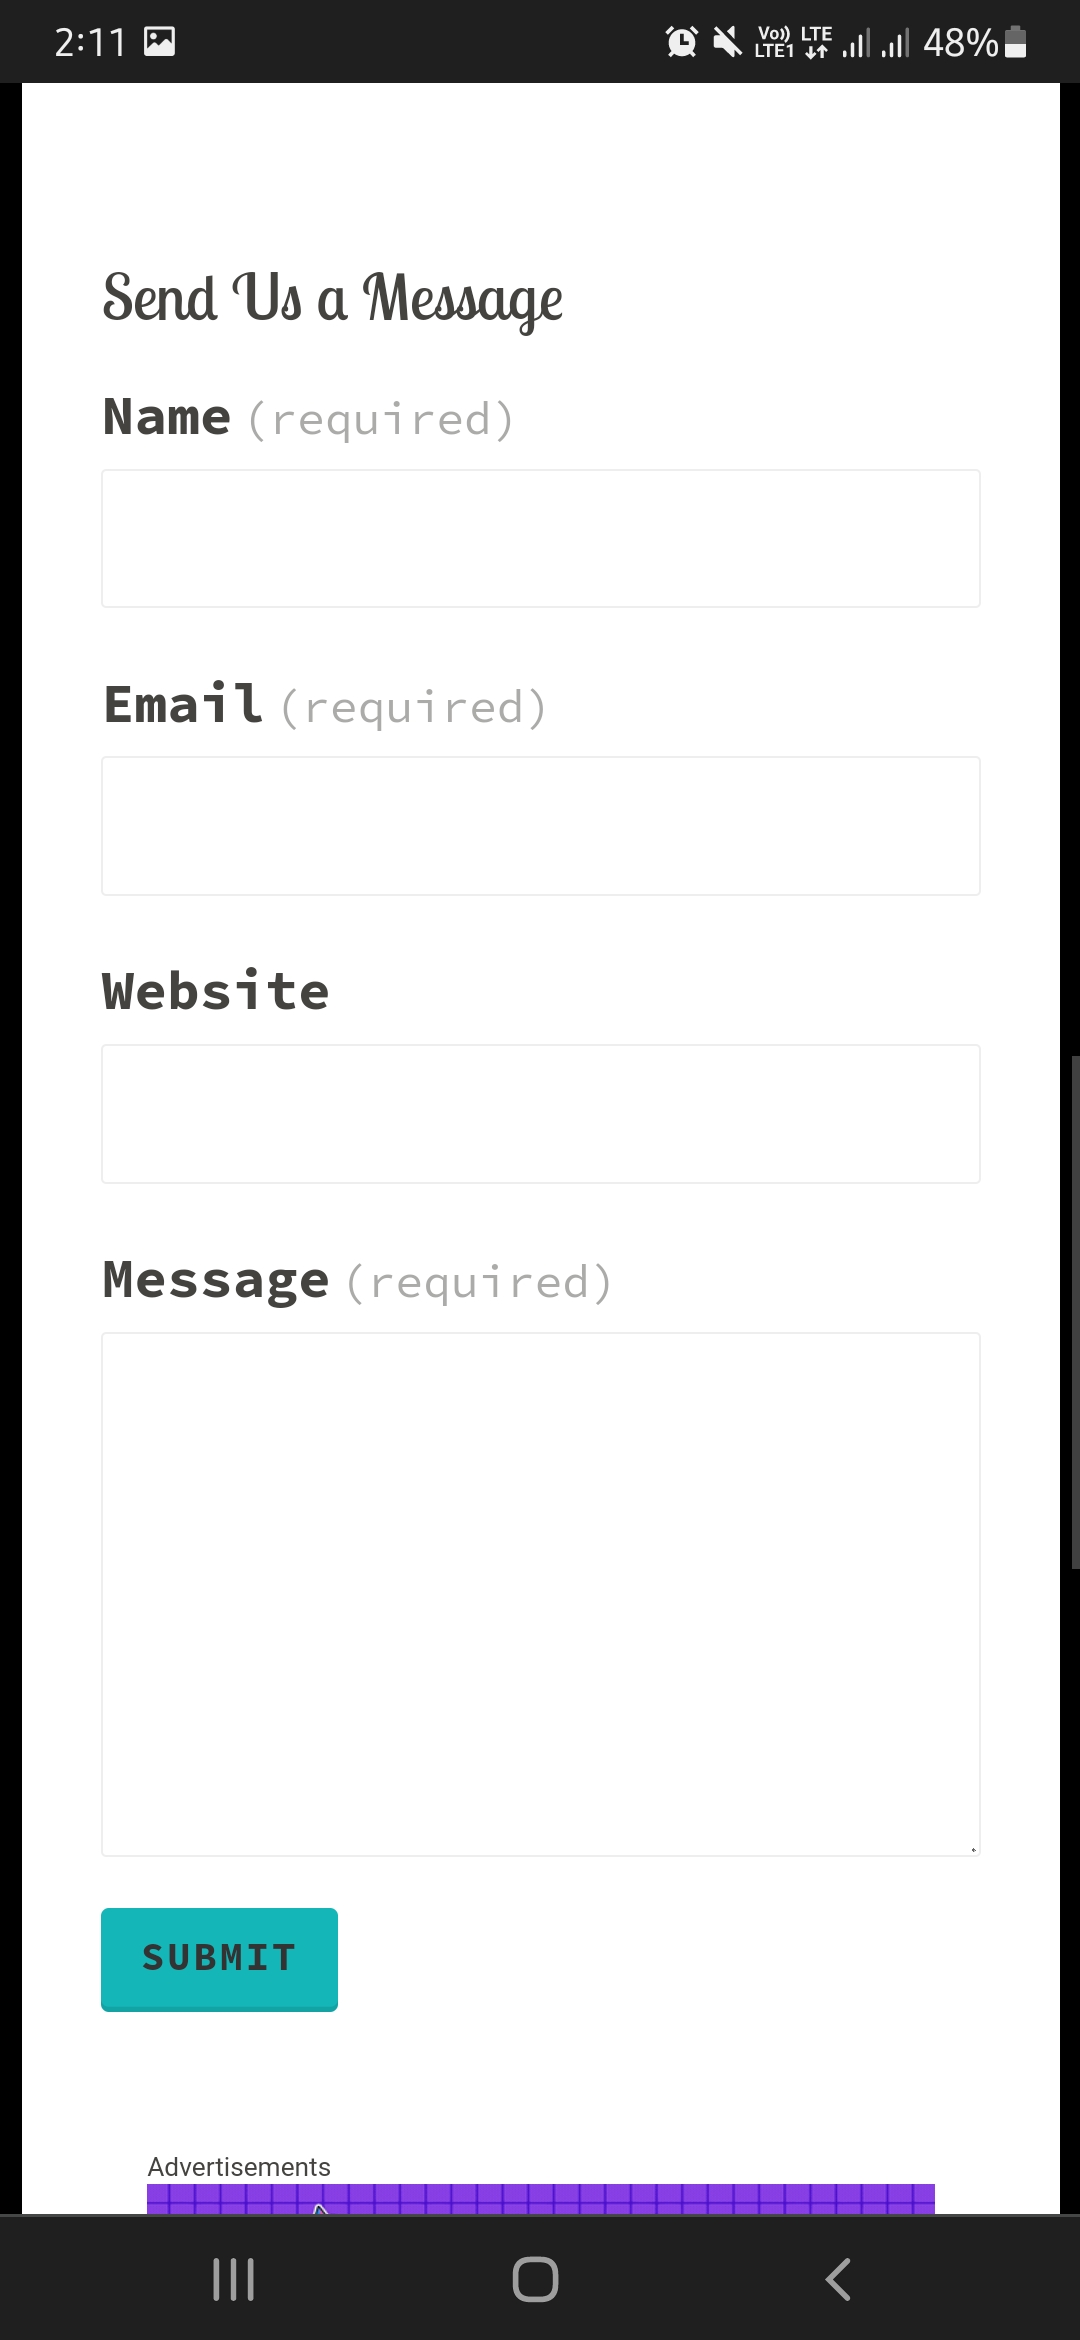 2:11 Vo)) LTE1 LTE 48%
Send Us a Message
Name (required)
Email (required)
Website
Message (required)
SUBMIT
Advertisements